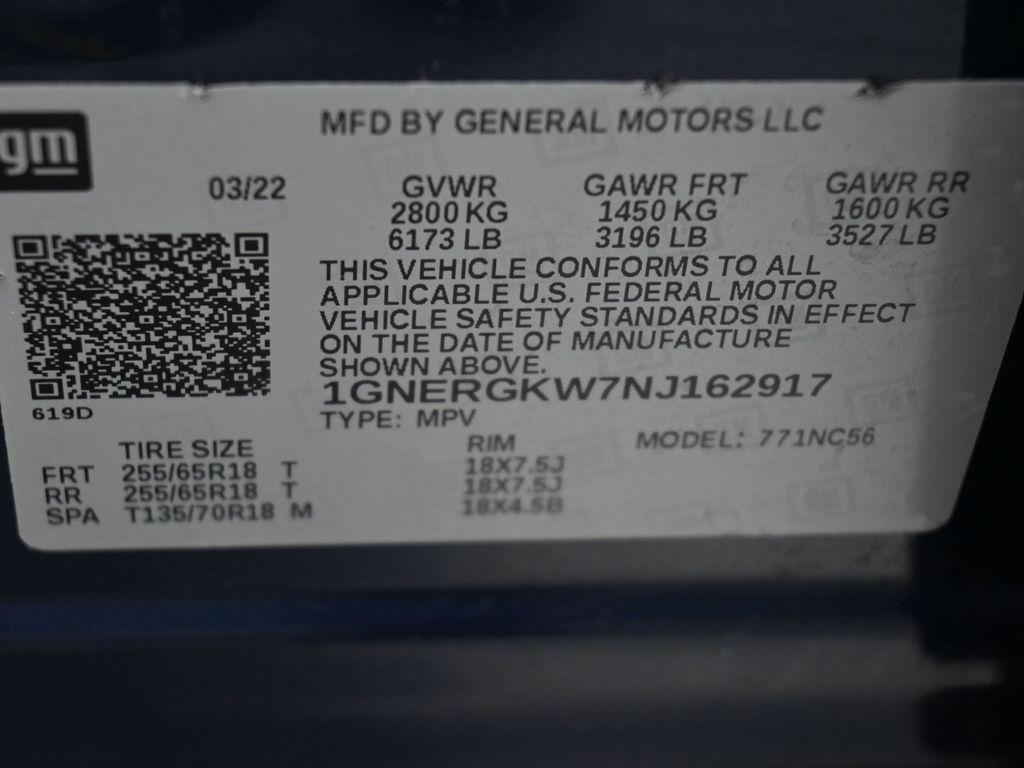 gm
MFD BY GENERAL MOTORS LLC
03/22 GVWR GAWR FRT GAWR RR
2800 KG 1450 KG 1600 KG
6173 LB 3196 LB 3527 LB
THIS VEHICLE CONFORMS TO ALL
APPLICABLE U.S. FEDERAL MOTOR
VEHICLE SAFETY STANDARDS IN EFFECT
ON THE DATE OF MANUFACTURE
SHOWN ABOVE.
1GNERGKW7NJ162917
619D
TYPE: MPV
TIRE SIZE RIM MODEL: 771NC56
FRT 255/65R18 T 18X7.5J
RR 255/65R18 T 18X7.5J
SPA T135/70R18 M 18X4.5B